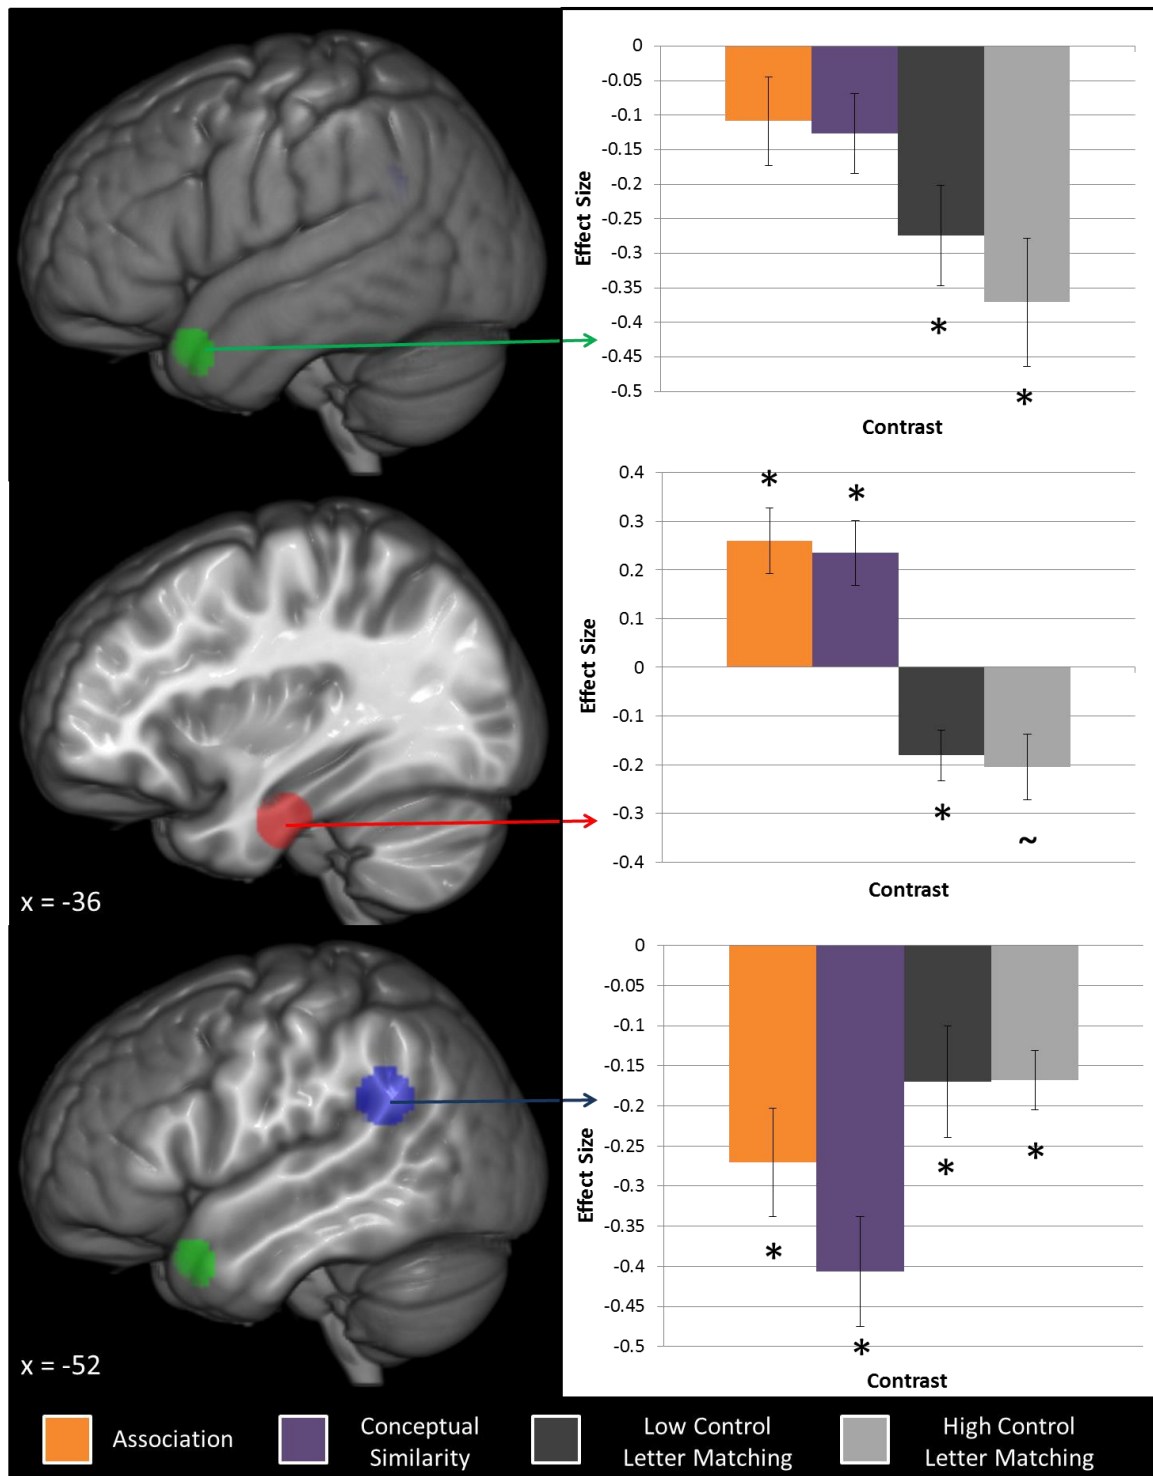 0
-0.05
-0.1
-0.15
-0.2
-0.25
-0.3
-0.35
-0.4
-0.45
-0.5
Effect Size
*
*
Contrast
0.4
0.3
0.2
0.1
0
-0.1
-0.2
-0.3
-0.4
Effect Size
*
*
*
~
Contrast
x = -36
0
-0.05
-0.1
-0.15
-0.2
-0.25
-0.3
-0.35
-0.4
-0.45
-0.5
Effect Size
*
*
*
*
Contrast
x = -52
Association
Conceptual
Similarity
Low Control
Letter Matching
High Control
Letter Matching